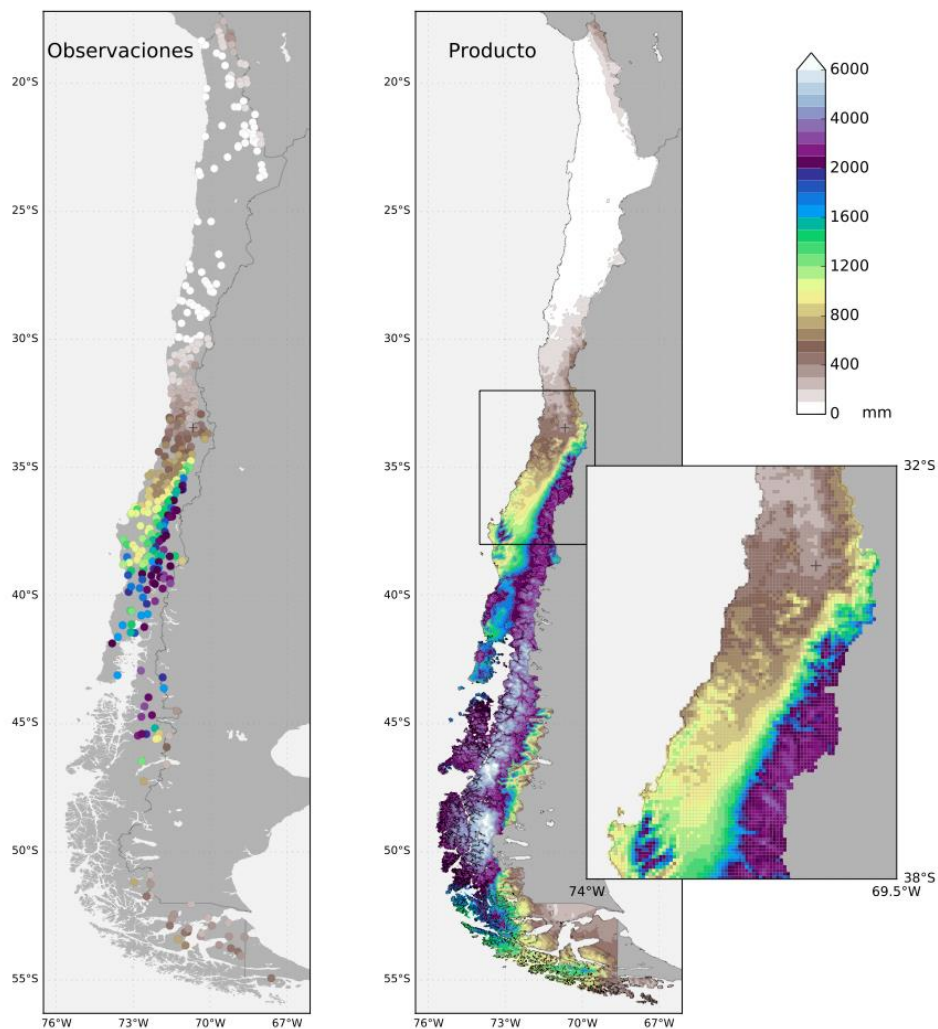 Observaciones
Producto
20°S
25°S
30°S
35°S
40°S
45°S
50°S
55°S
76°W 73°W 70°W 67°W
20°S
25°S
30°S
35°S
40°S
45°S
50°S
55°S
76°W 73°W 70°W 67°W
6000
4000
2000
1600
1200
800
400
0 mm
32°S
38°S
74°W 69.5°W